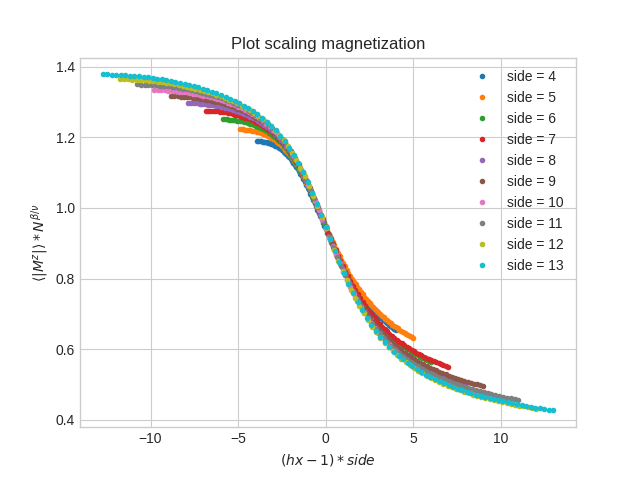 Plot scaling magnetization
1.4
1.2
1.0
0.8
0.6
0.4
⟨|M^z|⟩ * N^{β/ν}
side = 4
side = 5
side = 6
side = 7
side = 8
side = 9
side = 10
side = 11
side = 12
side = 13
−10 −5 0 5 10
(hx − 1) * side